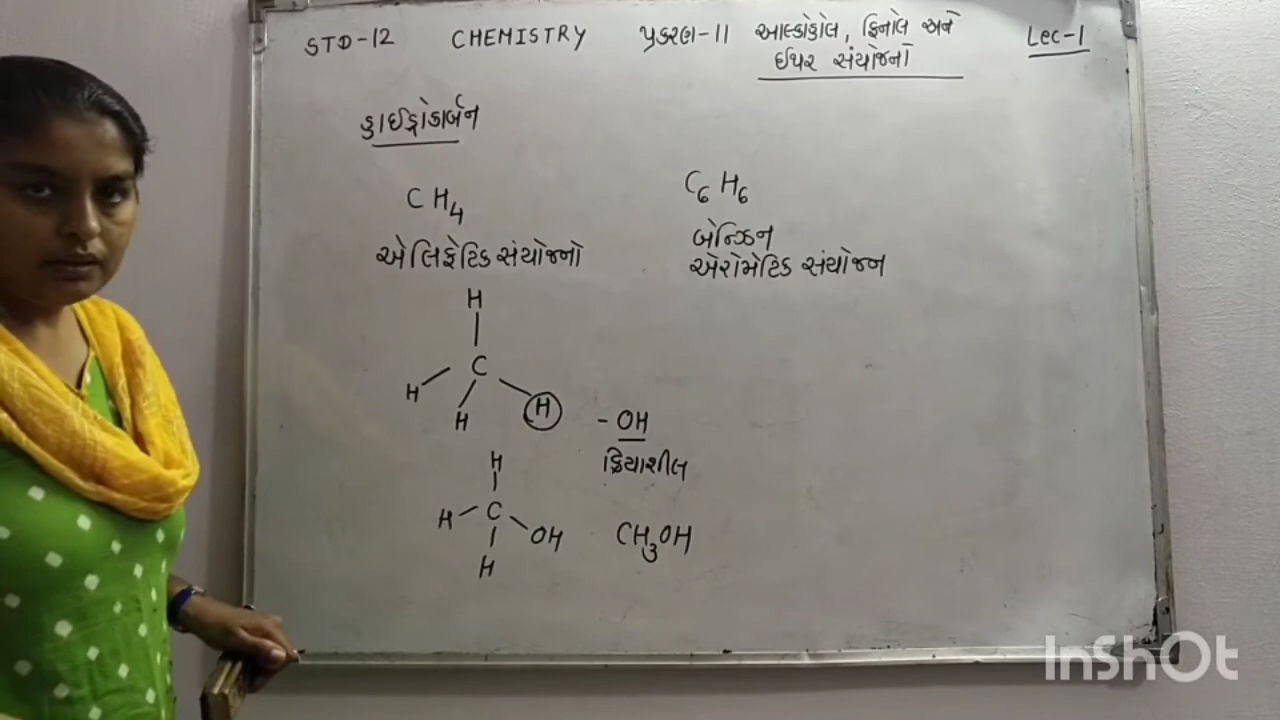 STD-12 CHEMISTRY પ્રકરણ-11 આલ્કોહોલ, ફિનોલ અને Lec-1
ઈથર સંયોજનો
હાઈડ્રોકાર્બન
CH₄ C₆H₆
બેન્ઝિન
એલિફેટિક સંયોજનો એરોમેટિક સંયોજન
H
C
H H H -OH
ક્રિયાશીલ
H
H C OH CH₃OH
H
InShOt